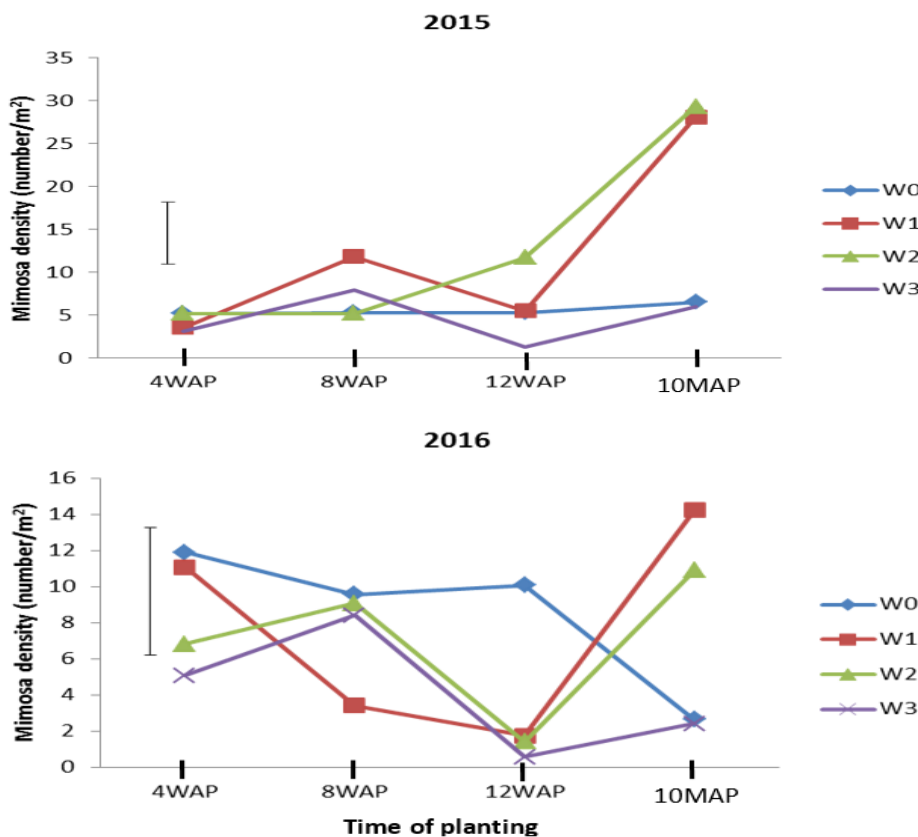 2015
Mimosa density (number/m²)
35
30
25
20
15
10
5
0
4WAP 8WAP 12WAP 10MAP
W0
W1
W2
W3
2016
Mimosa density (number/m²)
16
14
12
10
8
6
4
2
0
4WAP 8WAP 12WAP 10MAP
Time of planting
W0
W1
W2
W3